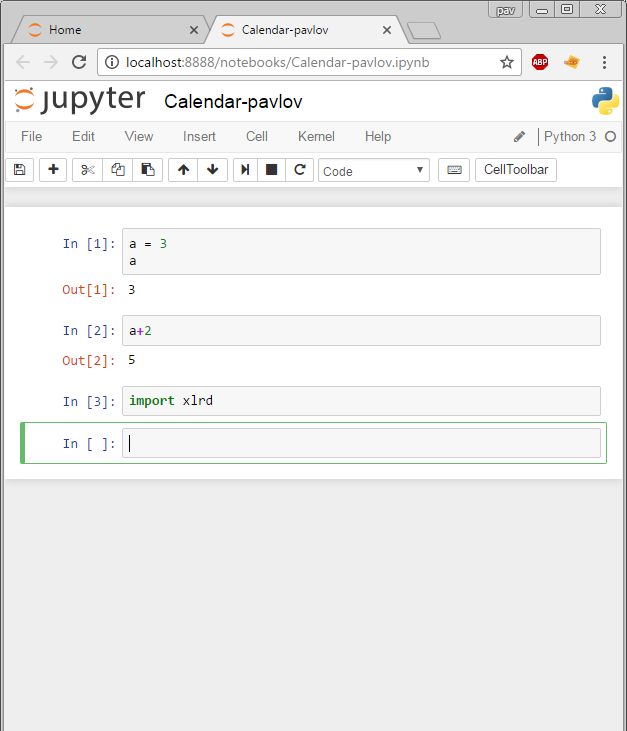 pav
Home
Calendar-pavlov
localhost:8888/notebooks/Calendar-pavlov.ipynb
ABP
jupyter Calendar-pavlov
File Edit View Insert Cell Kernel Help Python 3
Code CellToolbar
In [1]: a = 3
a
Out[1]: 3
In [2]: a+2
Out[2]: 5
In [3]: import xlrd
In [ ]: